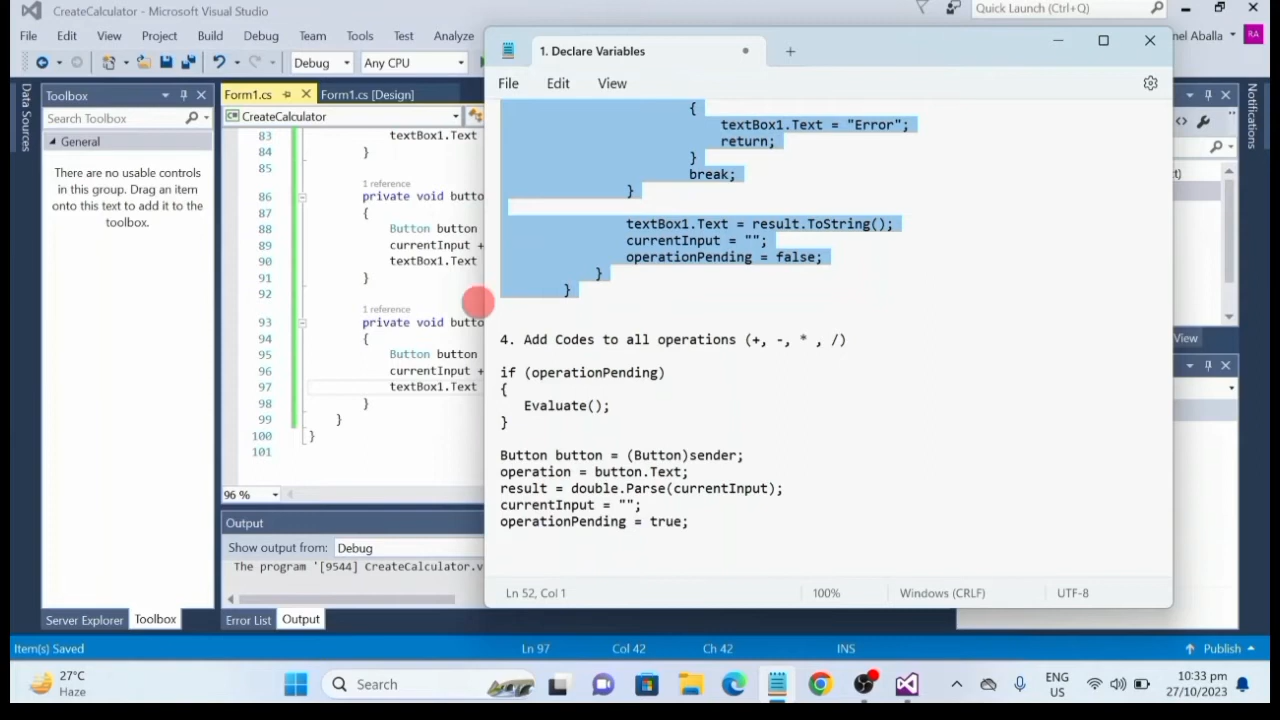 CreateCalculator - Microsoft Visual Studio
Quick Launch (Ctrl+Q)
File Edit View Project Build Debug Team Tools Test Analyze
nel Aballa
RA
Debug Any CPU
Data Sources
Toolbox
Search Toolbox
General
There are no usable controls
in this group. Drag an item
onto this text to add it to the
toolbox.
Server Explorer Toolbox
Form1.cs Form1.cs [Design]
CreateCalculator
83 textBox1.Text
84 }
85
1 reference
86 private void butto
87 {
88 Button button
89 currentInput +
90 textBox1.Text
91 }
92
1 reference
93 private void butto
94 {
95 Button button
96 currentInput +
97 textBox1.Text
98 }
99 }
100 }
101
96 %
Output
Show output from: Debug
The program '[9544] CreateCalculator.v
Error List Output
1. Declare Variables
File Edit View
{
textBox1.Text = "Error";
return;
}
break;
}
textBox1.Text = result.ToString();
currentInput = "";
operationPending = false;
}
}
4. Add Codes to all operations (+, -, * , /)
if (operationPending)
{
Evaluate();
}
Button button = (Button)sender;
operation = button.Text;
result = double.Parse(currentInput);
currentInput = "";
operationPending = true;
Ln 52, Col 1 100% Windows (CRLF) UTF-8
Notifications
t)
View
Item(s) Saved Ln 97 Col 42 Ch 42 INS Publish
27°C
Haze
Search
ENG
US
10:33 pm
27/10/2023